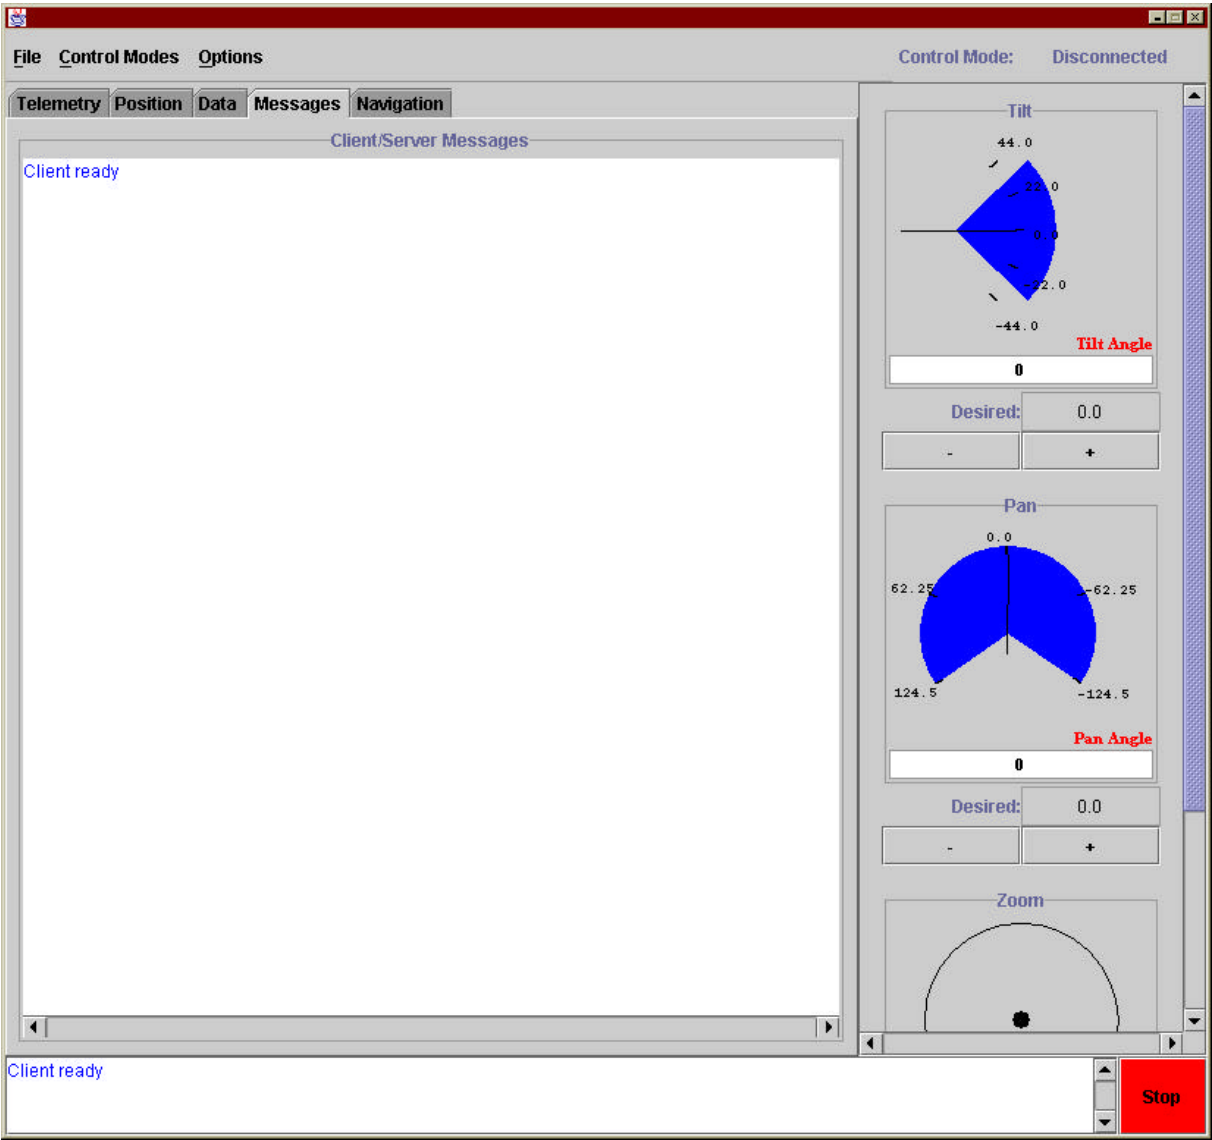 File Control Modes Options Control Mode: Disconnected
Telemetry Position Data Messages Navigation
Client/Server Messages
Client ready
Tilt
44.0
22.0
0.0
-22.0
-44.0
Tilt Angle
0
Desired: 0.0
- +
Pan
0.0
62.25 -62.25
124.5 -124.5
Pan Angle
0
Desired: 0.0
- +
Zoom
Client ready
Stop